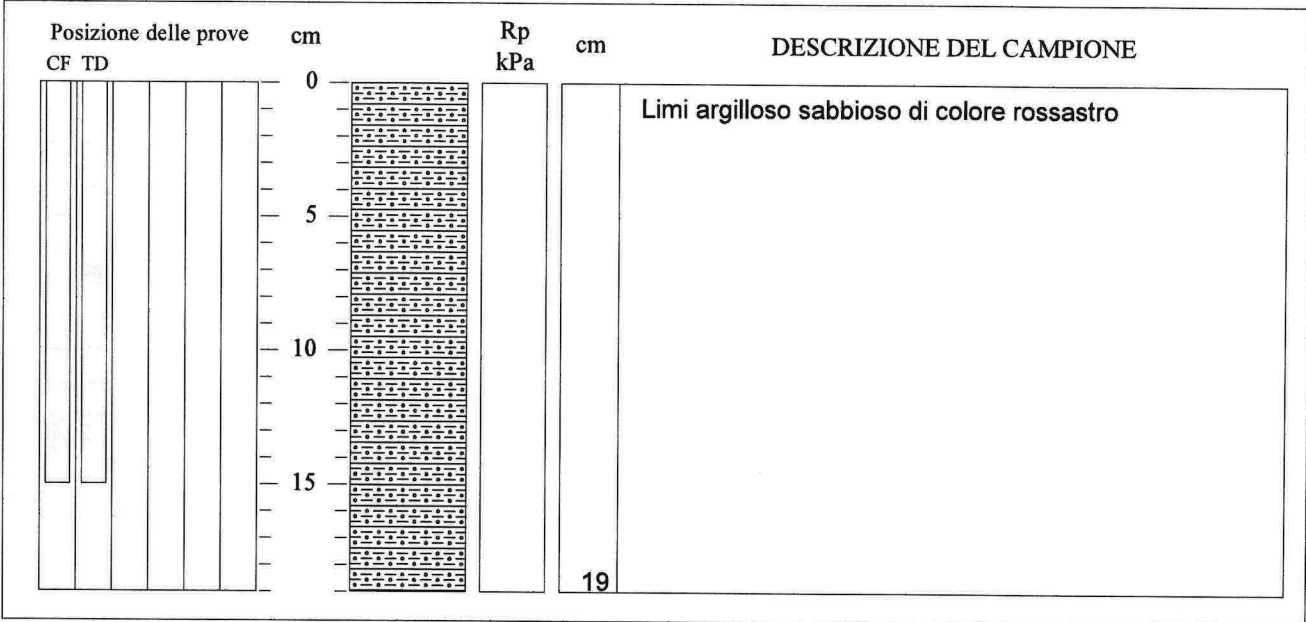 Posizione delle prove
cm
Rp
kPa
cm
DESCRIZIONE DEL CAMPIONE
CF TD
0
Limi argilloso sabbioso di colore rossastro
5
10
15
19